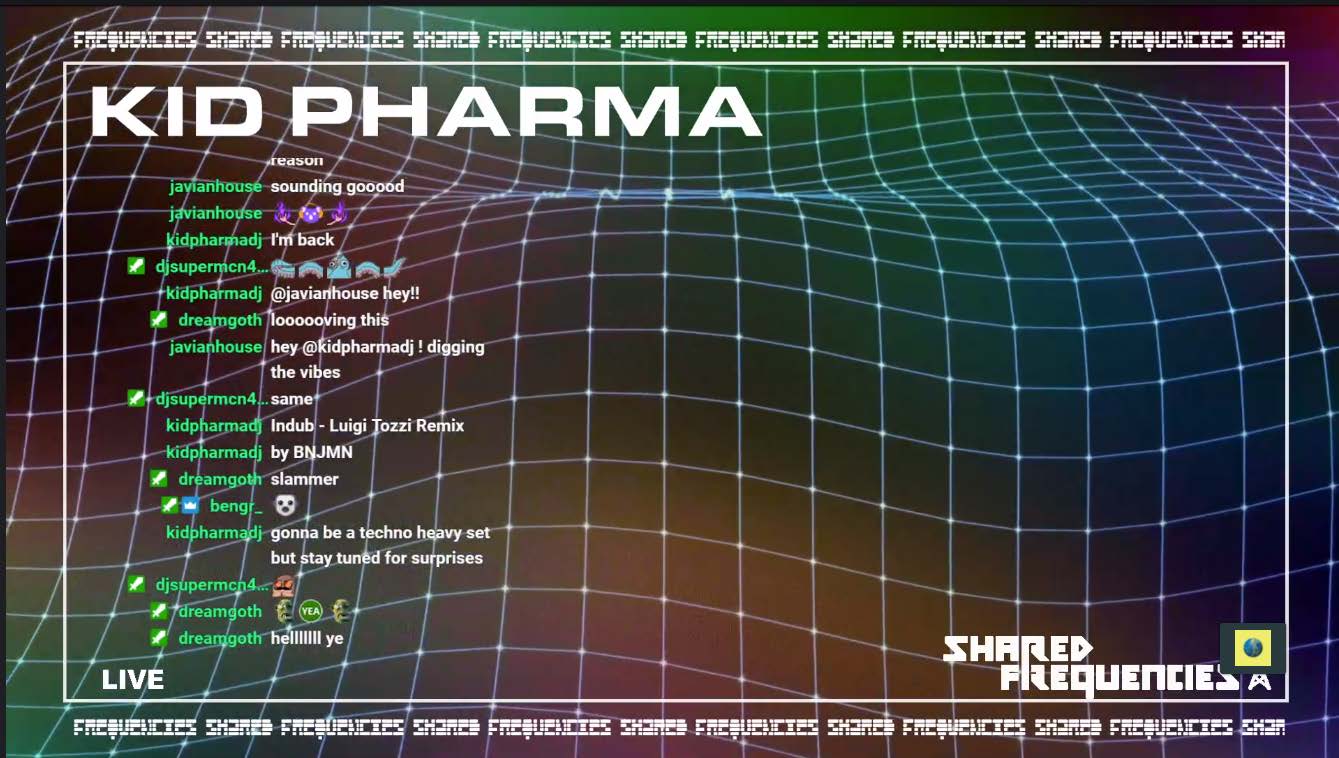 FREQUENCIES SHARED FREQUENCIES SHARED FREQUENCIES SHARED FREQUENCIES SHARED FREQUENCIES SHARED FREQUENCIES SHAR
KID PHARMA
reason
javianhouse sounding gooood
javianhouse
kidpharmadj I'm back
djsupermcn4...
kidpharmadj @javianhouse hey!!
dreamgoth loooooving this
javianhouse hey @kidpharmadj ! digging
the vibes
djsupermcn4... same
kidpharmadj Indub - Luigi Tozzi Remix
kidpharmadj by BNJMN
dreamgoth slammer
bengr_
kidpharmadj gonna be a techno heavy set
but stay tuned for surprises
djsupermcn4...
dreamgoth YEA
dreamgoth hellllllll ye
SHARED
FREQUENCIES
LIVE
FREQUENCIES SHARED FREQUENCIES SHARED FREQUENCIES SHARED FREQUENCIES SHARED FREQUENCIES SHARED FREQUENCIES SHAR